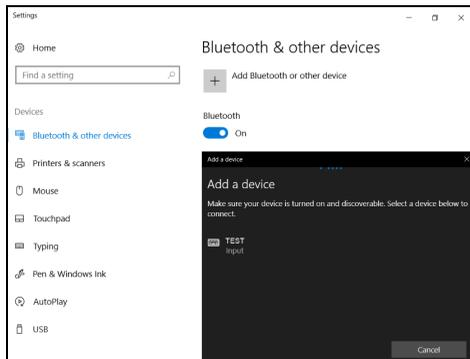 Settings
Home
Find a setting
Devices
Bluetooth & other devices
Printers & scanners
Mouse
Touchpad
Typing
Pen & Windows Ink
AutoPlay
USB
Bluetooth & other devices
Add Bluetooth or other device
Bluetooth
On
Add a device
Add a device
Make sure your device is turned on and discoverable. Select a device below to
connect.
TEST
Input
Cancel